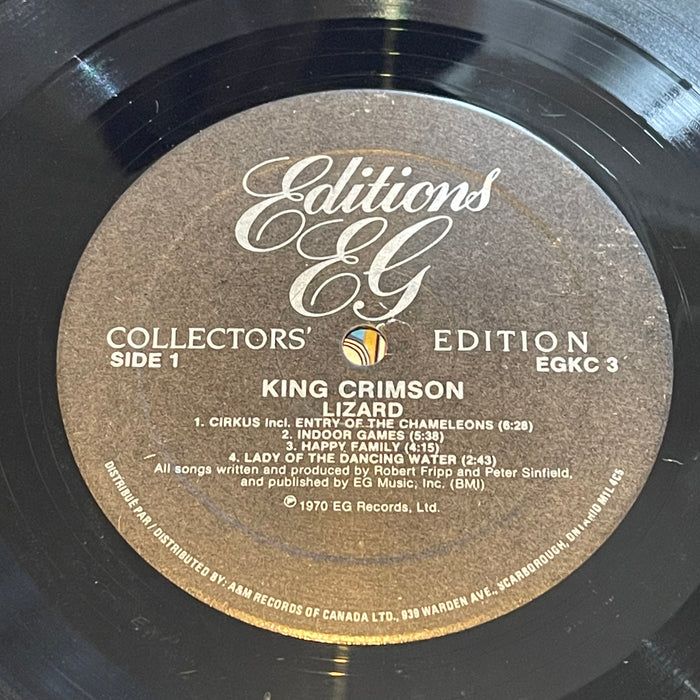 Editions
EG
COLLECTORS' EDITION
SIDE 1 EGKC 3
KING CRIMSON
LIZARD
1. CIRKUS Incl. ENTRY OF THE CHAMELEONS (6:28)
2. INDOOR GAMES (5:38)
3. HAPPY FAMILY (4:15)
4. LADY OF THE DANCING WATER (2:43)
All songs written and produced by Robert Fripp and Peter Sinfield,
and published by EG Music, Inc. (BMI)
℗ 1970 EG Records, Ltd.
DISTRIBUÉ PAR / DISTRIBUTED BY: A&M RECORDS OF CANADA LTD., 939 WARDEN AVE., SCARBOROUGH, ONTARIO M1L 4C5